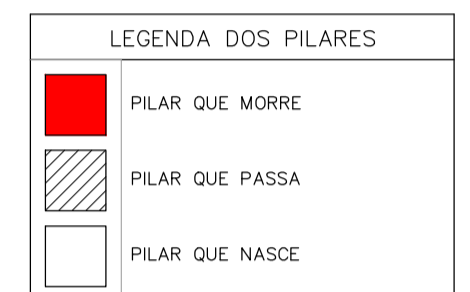 LEGENDA DOS PILARES
PILAR QUE MORRE
PILAR QUE PASSA
PILAR QUE NASCE